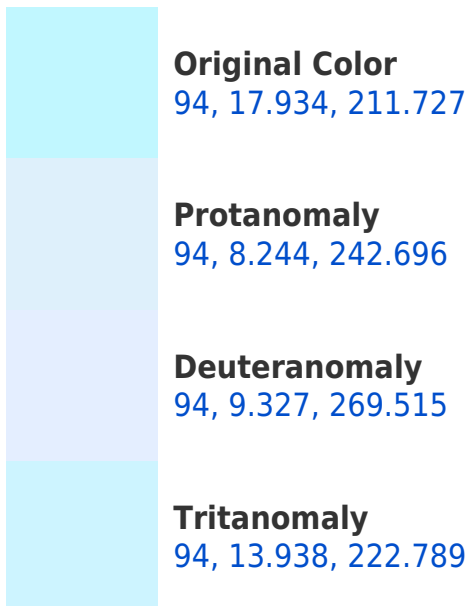 Original Color
94, 17.934, 211.727
Protanomaly
94, 8.244, 242.696
Deuteranomaly
94, 9.327, 269.515
Tritanomaly
94, 13.938, 222.789